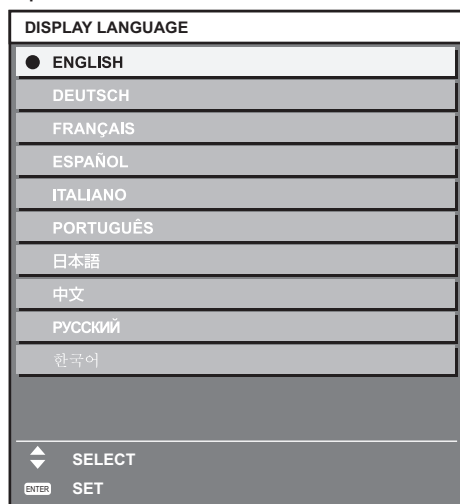 DISPLAY LANGUAGE
ENGLISH
DEUTSCH
FRANÇAIS
ESPAÑOL
ITALIANO
PORTUGUÊS
日本語
中文
РУССКИЙ
한국어
SELECT
ENTER SET